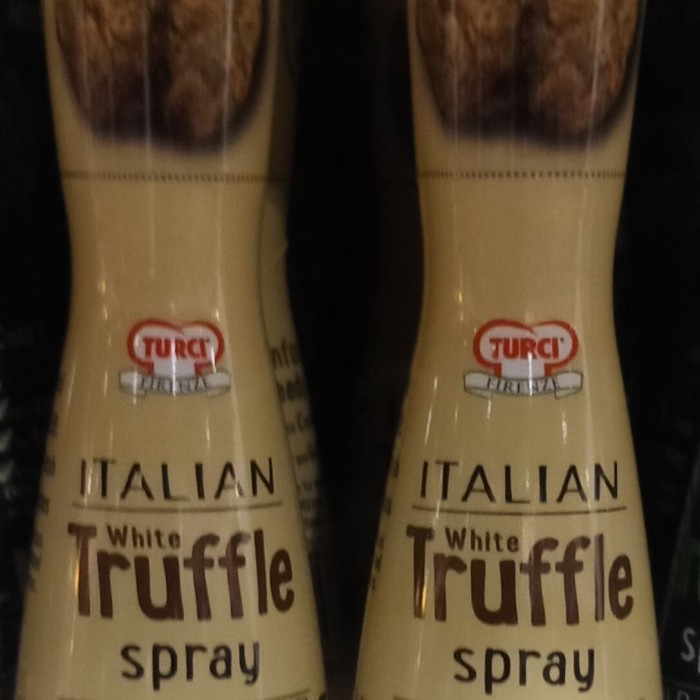 TURCI
FIRENZE
ITALIAN
White
Truffle
spray
TURCI
FIRENZE
ITALIAN
White
Truffle
spray